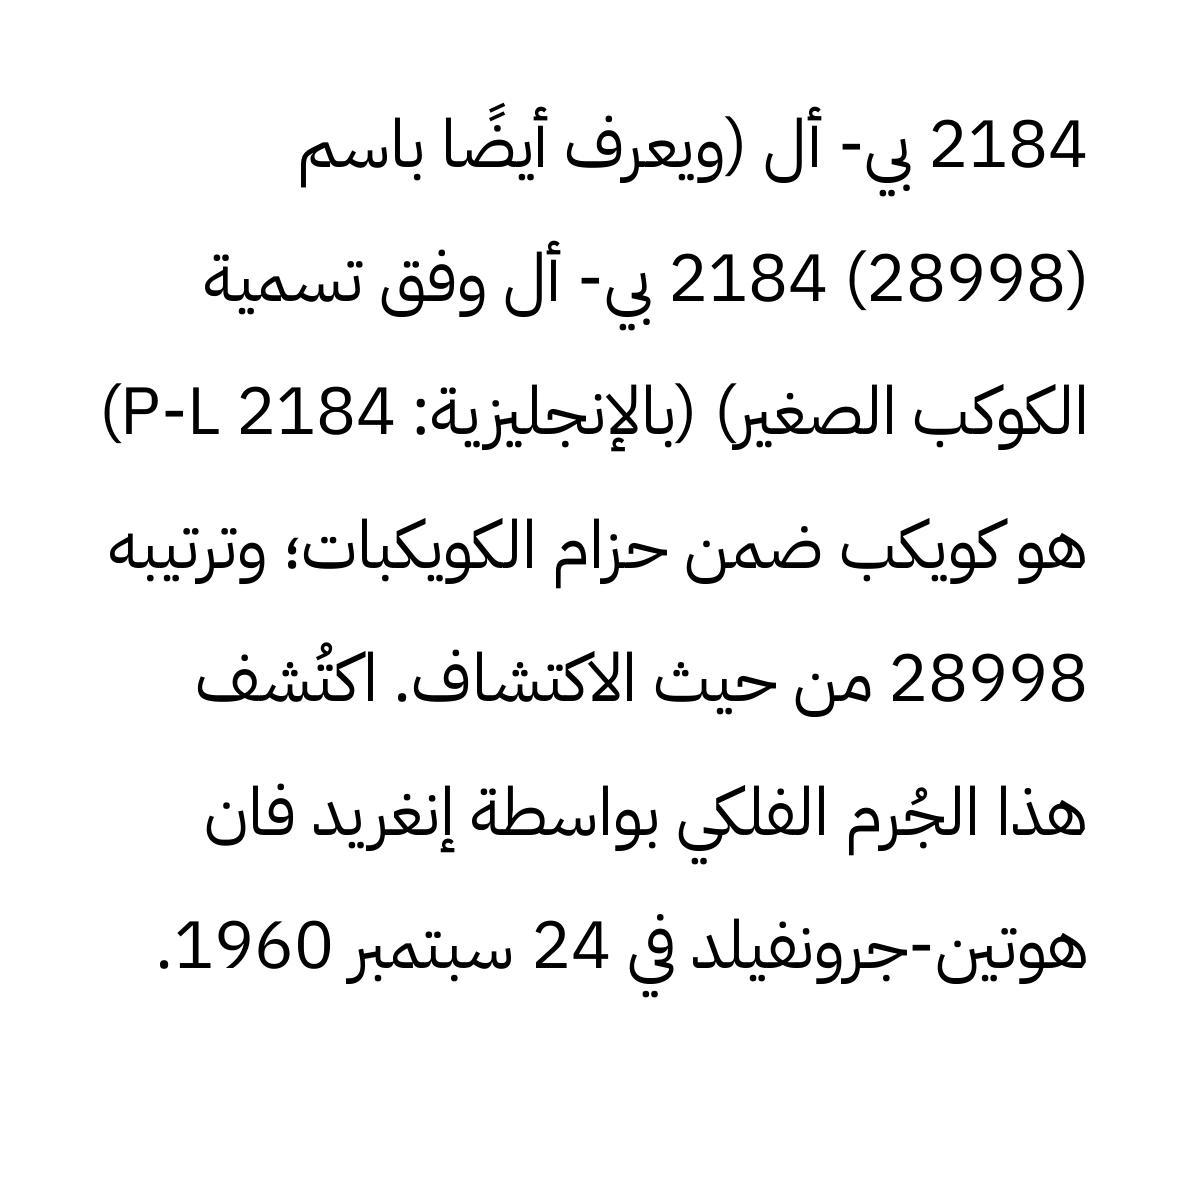 2184 بي- أل (ويعرف أيضًا باسم
(28998) 2184 بي- أل وفق تسمية
الكوكب الصغير) (بالإنجليزية: 2184 P-L)
هو كويكب ضمن حزام الكويكبات؛ وترتيبه
28998 من حيث الاكتشاف. اكتُشف
هذا الجُرم الفلكي بواسطة إنغريد فان
هوتين-جرونفيلد في 24 سبتمبر 1960.